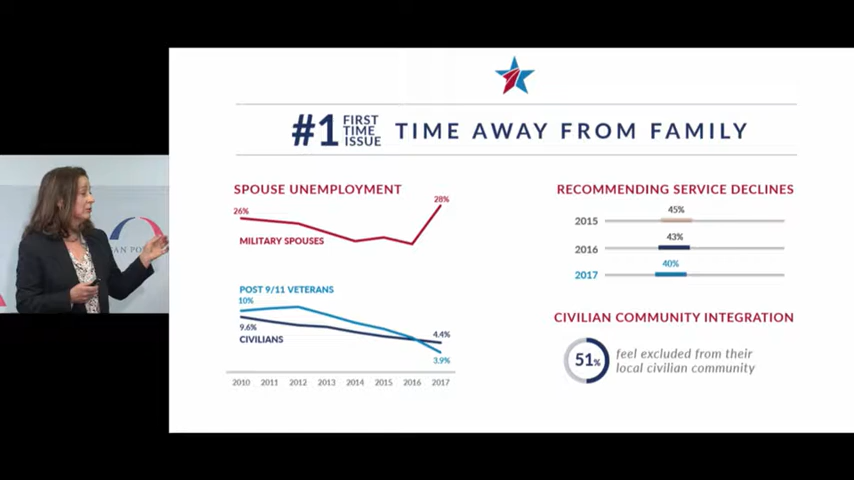 #1 FIRST
TIME
ISSUE
TIME AWAY FROM FAMILY
SPOUSE UNEMPLOYMENT
26%
28%
MILITARY SPOUSES
POST 9/11 VETERANS
10%
9.6%
CIVILIANS
4.4%
3.9%
2010 2011 2012 2013 2014 2015 2016 2017
RECOMMENDING SERVICE DECLINES
45%
2015
43%
2016
40%
2017
CIVILIAN COMMUNITY INTEGRATION
51%
feel excluded from their
local civilian community